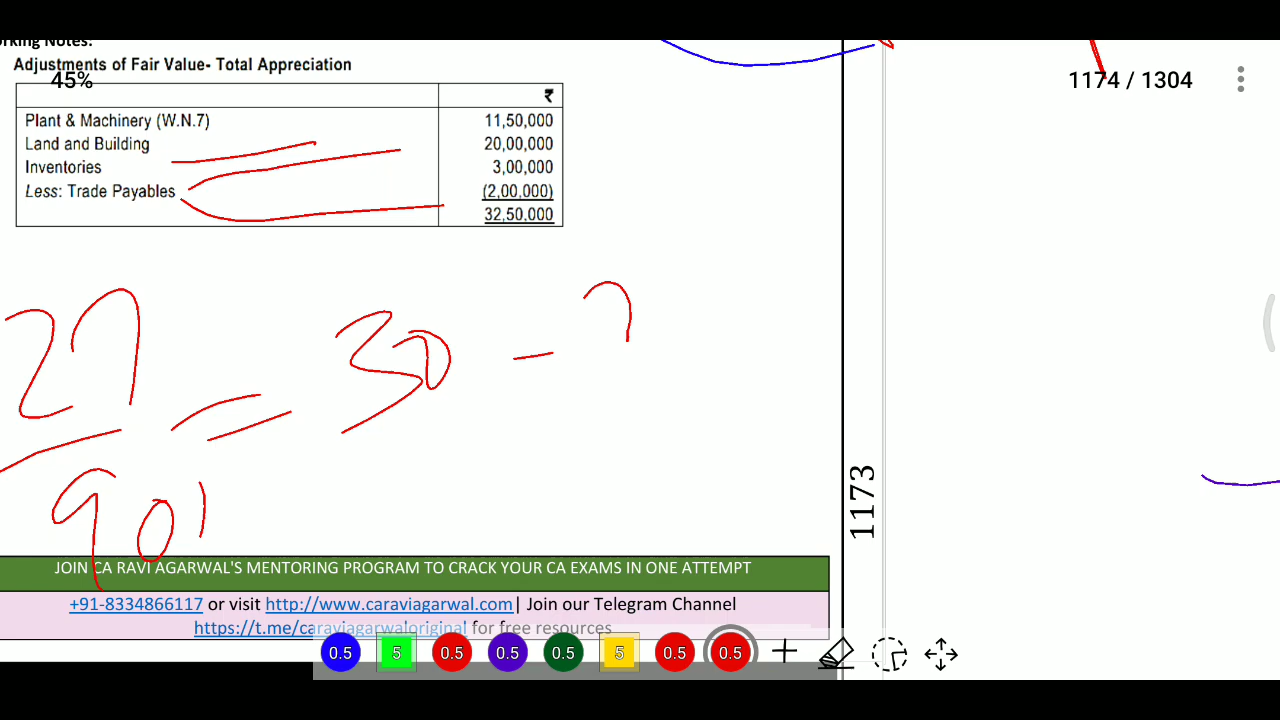 rking Notes:
Adjustments of Fair Value- Total Appreciation
45%
1174 / 1304
₹
Plant & Machinery (W.N.7) 11,50,000
Land and Building 20,00,000
Inventories 3,00,000
Less: Trade Payables (2,00,000)
32,50,000
27 = 30 - 7
90%
1173
JOIN CA RAVI AGARWAL'S MENTORING PROGRAM TO CRACK YOUR CA EXAMS IN ONE ATTEMPT
+91-8334866117 or visit http://www.caraviagarwal.com| Join our Telegram Channel
https://t.me/caraviagarwaloriginal for free resources
0.5 5 0.5 0.5 0.5 5 0.5 0.5